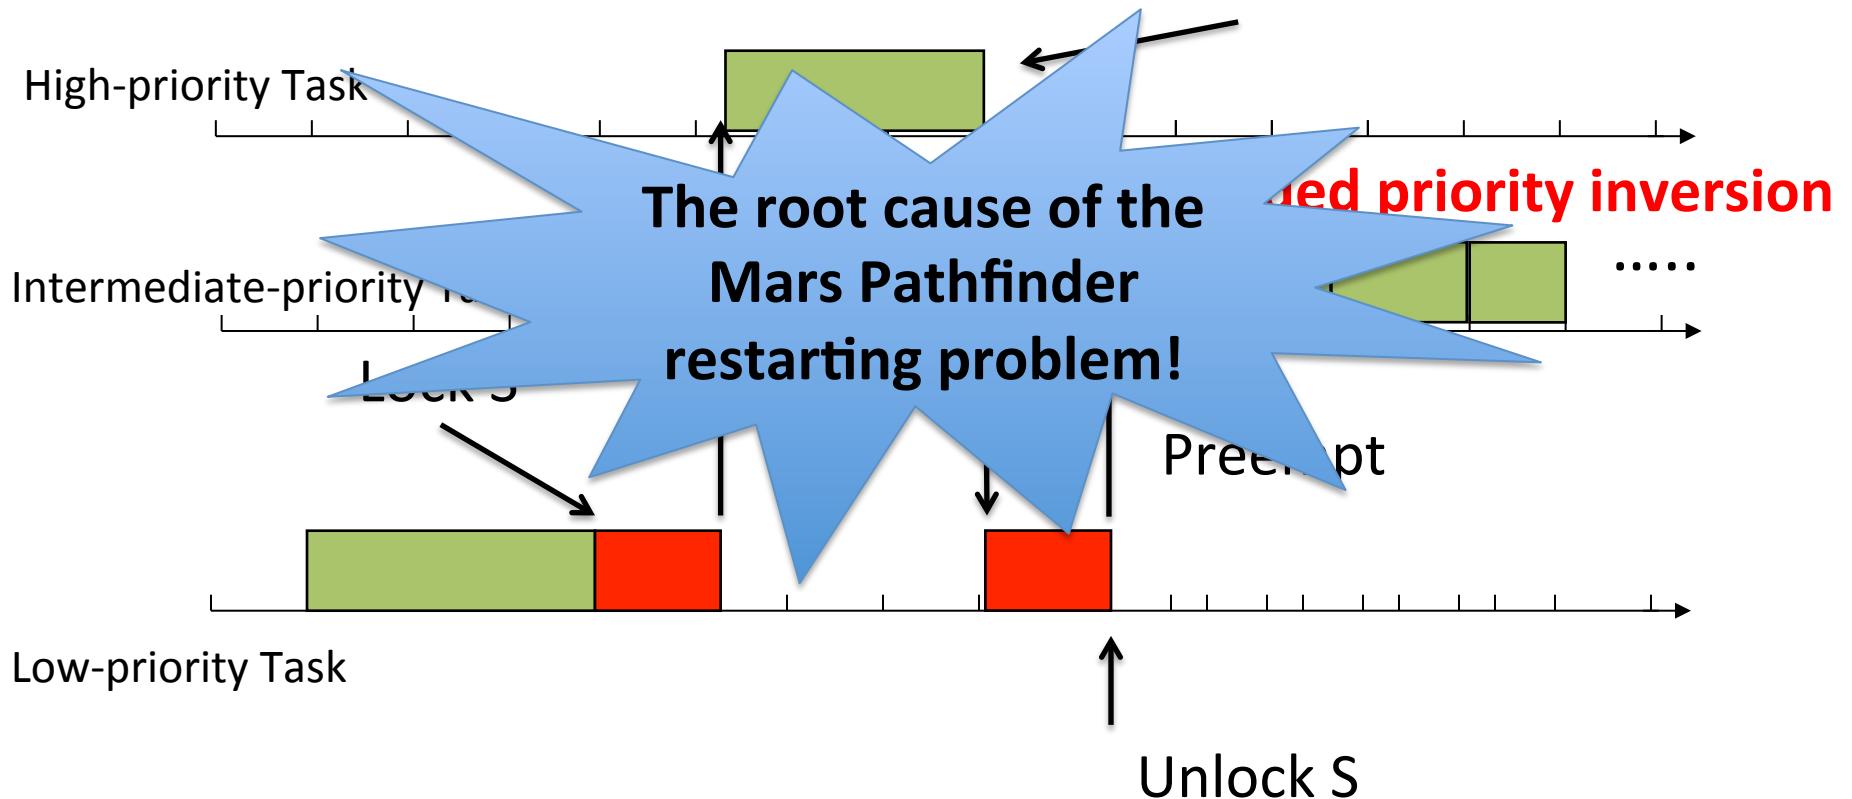 High-priority Task
priority inversion
The root cause of the
Mars Pathfinder
restarting problem!
Intermediate-priority
.....
Lock S
Preempt
Low-priority Task
Unlock S